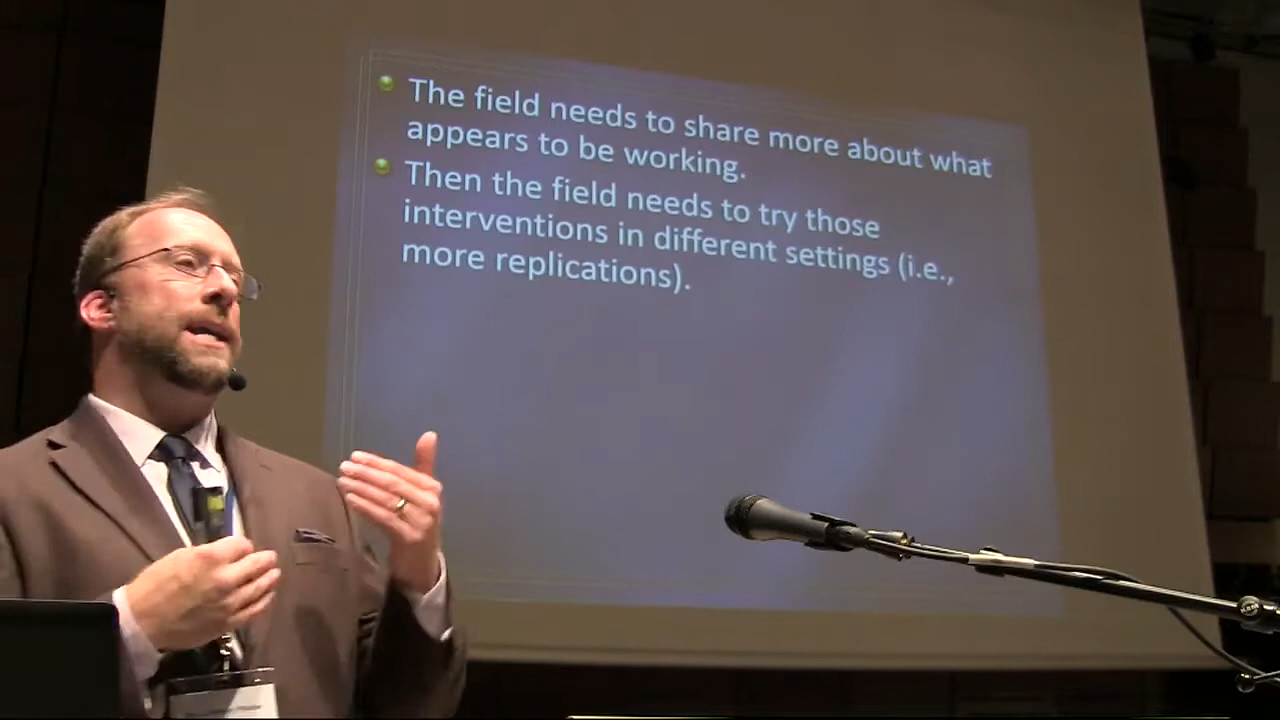 The field needs to share more about what
appears to be working.
Then the field needs to try those
interventions in different settings (i.e.,
more replications).